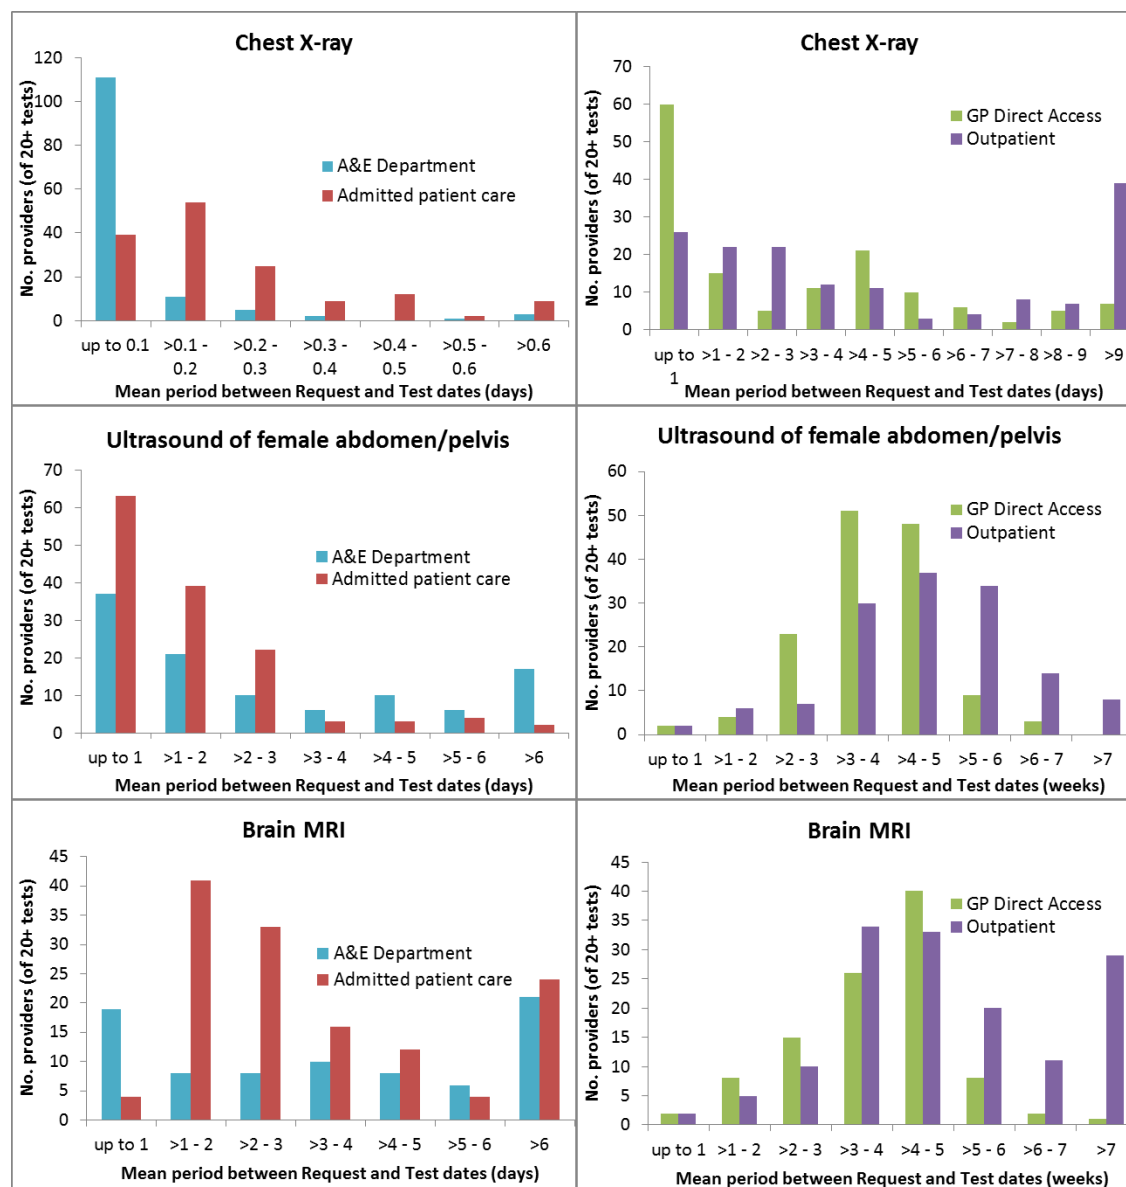 Chest X-ray
No. providers (of 20+ tests)
120
100
80
60
40
20
0
A&E Department
Admitted patient care
up to 0.1 >0.1 - 0.2 >0.2 - 0.3 >0.3 - 0.4 >0.4 - 0.5 >0.5 - 0.6 >0.6
Mean period between Request and Test dates (days)
Chest X-ray
No. providers (of 20+ tests)
70
60
50
40
30
20
10
0
GP Direct Access
Outpatient
up to 1 >1 - 2 >2 - 3 >3 - 4 >4 - 5 >5 - 6 >6 - 7 >7 - 8 >8 - 9 >9
Mean period between Request and Test dates (days)
Ultrasound of female abdomen/pelvis
No. providers (of 20+ tests)
70
60
50
40
30
20
10
0
A&E Department
Admitted patient care
up to 1 >1 - 2 >2 - 3 >3 - 4 >4 - 5 >5 - 6 >6
Mean period between Request and Test dates (days)
Ultrasound of female abdomen/pelvis
No. providers (of 20+ tests)
60
50
40
30
20
10
0
GP Direct Access
Outpatient
up to 1 >1 - 2 >2 - 3 >3 - 4 >4 - 5 >5 - 6 >6 - 7 >7
Mean period between Request and Test dates (weeks)
Brain MRI
No. providers (of 20+ tests)
45
40
35
30
25
20
15
10
5
0
A&E Department
Admitted patient care
up to 1 >1 - 2 >2 - 3 >3 - 4 >4 - 5 >5 - 6 >6
Mean period between Request and Test dates (days)
Brain MRI
No. providers (of 20+ tests)
45
40
35
30
25
20
15
10
5
0
GP Direct Access
Outpatient
up to 1 >1 - 2 >2 - 3 >3 - 4 >4 - 5 >5 - 6 >6 - 7 >7
Mean period between Request and Test dates (weeks)